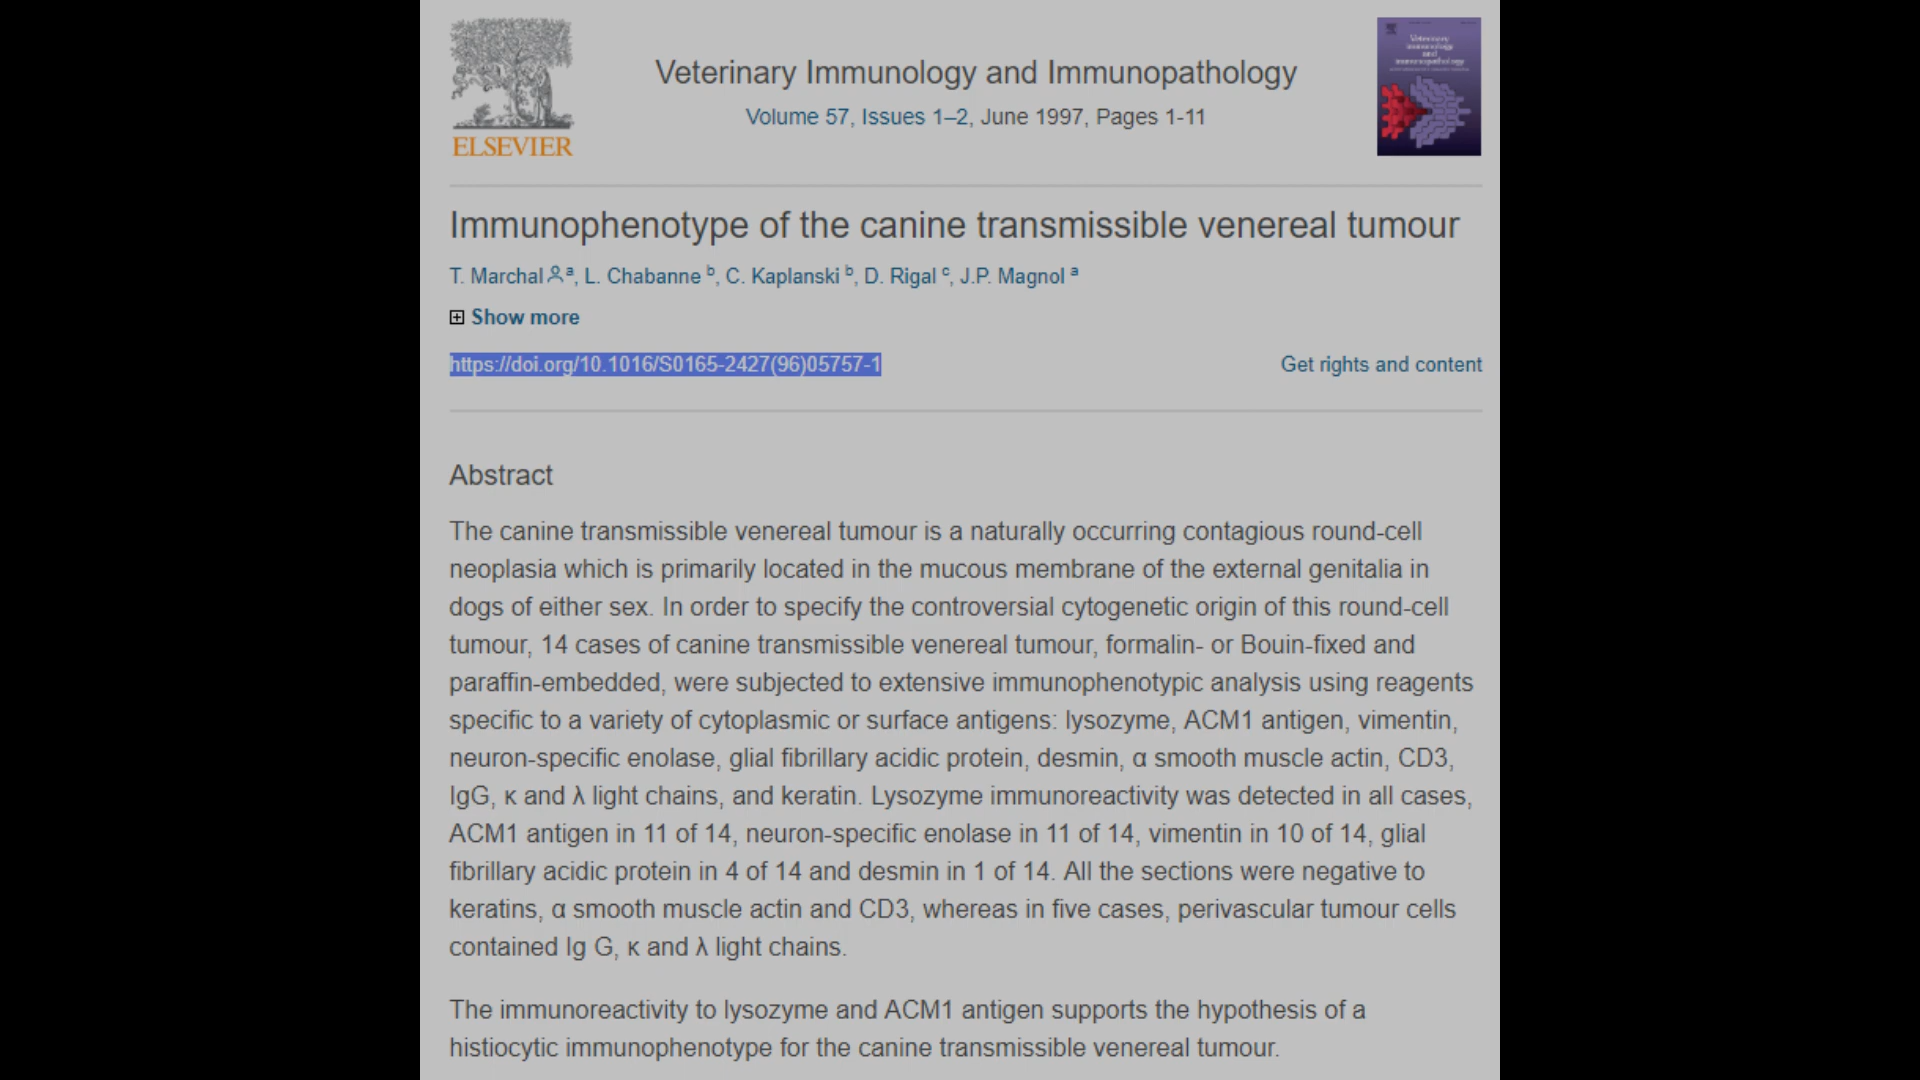 ELSEVIER
Veterinary Immunology and Immunopathology
Volume 57, Issues 1–2, June 1997, Pages 1-11
Veterinary
immunology
and
immunopathology
Immunophenotype of the canine transmissible venereal tumour
T. Marchal a, L. Chabanne b, C. Kaplanski b, D. Rigal c, J.P. Magnol a
Show more
https://doi.org/10.1016/S0165-2427(96)05757-1
Get rights and content
Abstract
The canine transmissible venereal tumour is a naturally occurring contagious round-cell
neoplasia which is primarily located in the mucous membrane of the external genitalia in
dogs of either sex. In order to specify the controversial cytogenetic origin of this round-cell
tumour, 14 cases of canine transmissible venereal tumour, formalin- or Bouin-fixed and
paraffin-embedded, were subjected to extensive immunophenotypic analysis using reagents
specific to a variety of cytoplasmic or surface antigens: lysozyme, ACM1 antigen, vimentin,
neuron-specific enolase, glial fibrillary acidic protein, desmin, α smooth muscle actin, CD3,
IgG, κ and λ light chains, and keratin. Lysozyme immunoreactivity was detected in all cases,
ACM1 antigen in 11 of 14, neuron-specific enolase in 11 of 14, vimentin in 10 of 14, glial
fibrillary acidic protein in 4 of 14 and desmin in 1 of 14. All the sections were negative to
keratins, α smooth muscle actin and CD3, whereas in five cases, perivascular tumour cells
contained Ig G, κ and λ light chains.
The immunoreactivity to lysozyme and ACM1 antigen supports the hypothesis of a
histiocytic immunophenotype for the canine transmissible venereal tumour.